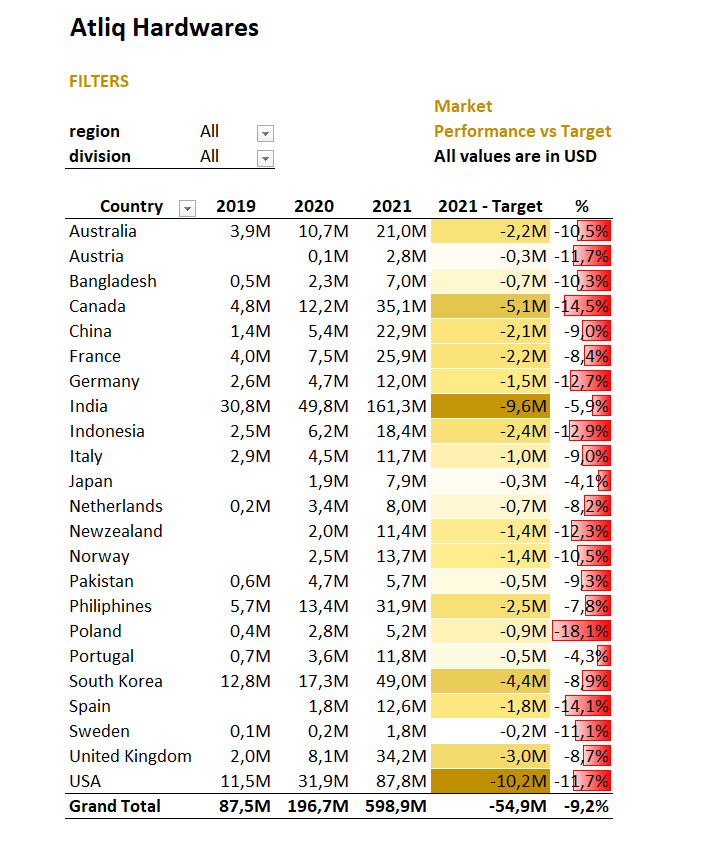 Atliq Hardwares
FILTERS
Market
region All Performance vs Target
division All All values are in USD
Country 2019 2020 2021 2021 - Target %
Australia 3,9M 10,7M 21,0M -2,2M -10,5%
Austria 0,1M 2,8M -0,3M -11,7%
Bangladesh 0,5M 2,3M 7,0M -0,7M -10,3%
Canada 4,8M 12,2M 35,1M -5,1M -14,5%
China 1,4M 5,4M 22,9M -2,1M -9,0%
France 4,0M 7,5M 25,9M -2,2M -8,4%
Germany 2,6M 4,7M 12,0M -1,5M -12,7%
India 30,8M 49,8M 161,3M -9,6M -5,9%
Indonesia 2,5M 6,2M 18,4M -2,4M -12,9%
Italy 2,9M 4,5M 11,7M -1,0M -9,0%
Japan 1,9M 7,9M -0,3M -4,1%
Netherlands 0,2M 3,4M 8,0M -0,7M -8,2%
Newzealand 2,0M 11,4M -1,4M -12,3%
Norway 2,5M 13,7M -1,4M -10,5%
Pakistan 0,6M 4,7M 5,7M -0,5M -9,3%
Philiphines 5,7M 13,4M 31,9M -2,5M -7,8%
Poland 0,4M 2,8M 5,2M -0,9M -18,1%
Portugal 0,7M 3,6M 11,8M -0,5M -4,3%
South Korea 12,8M 17,3M 49,0M -4,4M -8,9%
Spain 1,8M 12,6M -1,8M -14,1%
Sweden 0,1M 0,2M 1,8M -0,2M -11,1%
United Kingdom 2,0M 8,1M 34,2M -3,0M -8,7%
USA 11,5M 31,9M 87,8M -10,2M -11,7%
Grand Total 87,5M 196,7M 598,9M -54,9M -9,2%